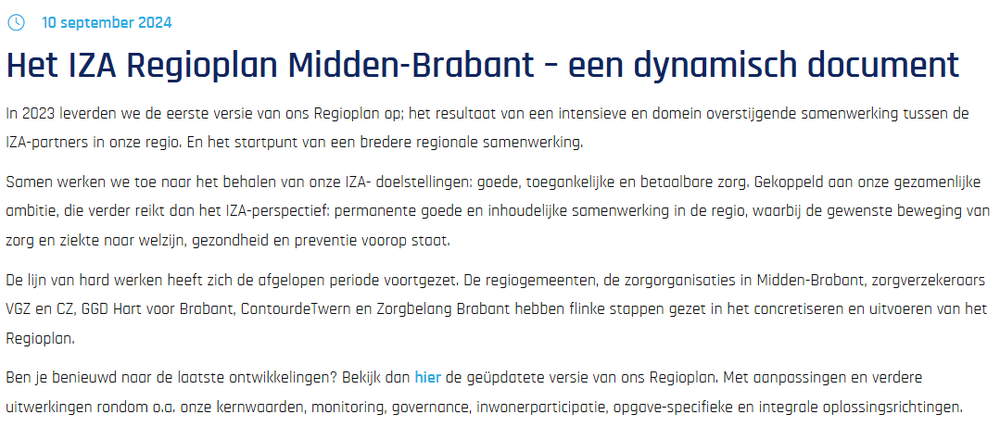 10 september 2024
Het IZA Regioplan Midden-Brabant – een dynamisch document
In 2023 leverden we de eerste versie van ons Regioplan op; het resultaat van een intensieve en domein overstijgende samenwerking tussen de
IZA-partners in onze regio. En het startpunt van een bredere regionale samenwerking.
Samen werken we toe naar het behalen van onze IZA- doelstellingen: goede, toegankelijke en betaalbare zorg. Gekoppeld aan onze gezamenlijke
ambitie, die verder reikt dan het IZA-perspectief: permanente goede en inhoudelijke samenwerking in de regio, waarbij de gewenste beweging van
zorg en ziekte naar welzijn, gezondheid en preventie voorop staat.
De lijn van hard werken heeft zich de afgelopen periode voortgezet. De regiogemeenten, de zorgorganisaties in Midden-Brabant, zorgverzekeraars
VGZ en CZ, GGD Hart voor Brabant, ContourdeTwern en Zorgbelang Brabant hebben flinke stappen gezet in het concretiseren en uitvoeren van het
Regioplan.
Ben je benieuwd naar de laatste ontwikkelingen? Bekijk dan hier de geüpdatete versie van ons Regioplan. Met aanpassingen en verdere
uitwerkingen rondom o.a. onze kernwaarden, monitoring, governance, inwonerparticipatie, opgave-specifieke en integrale oplossingsrichtingen.